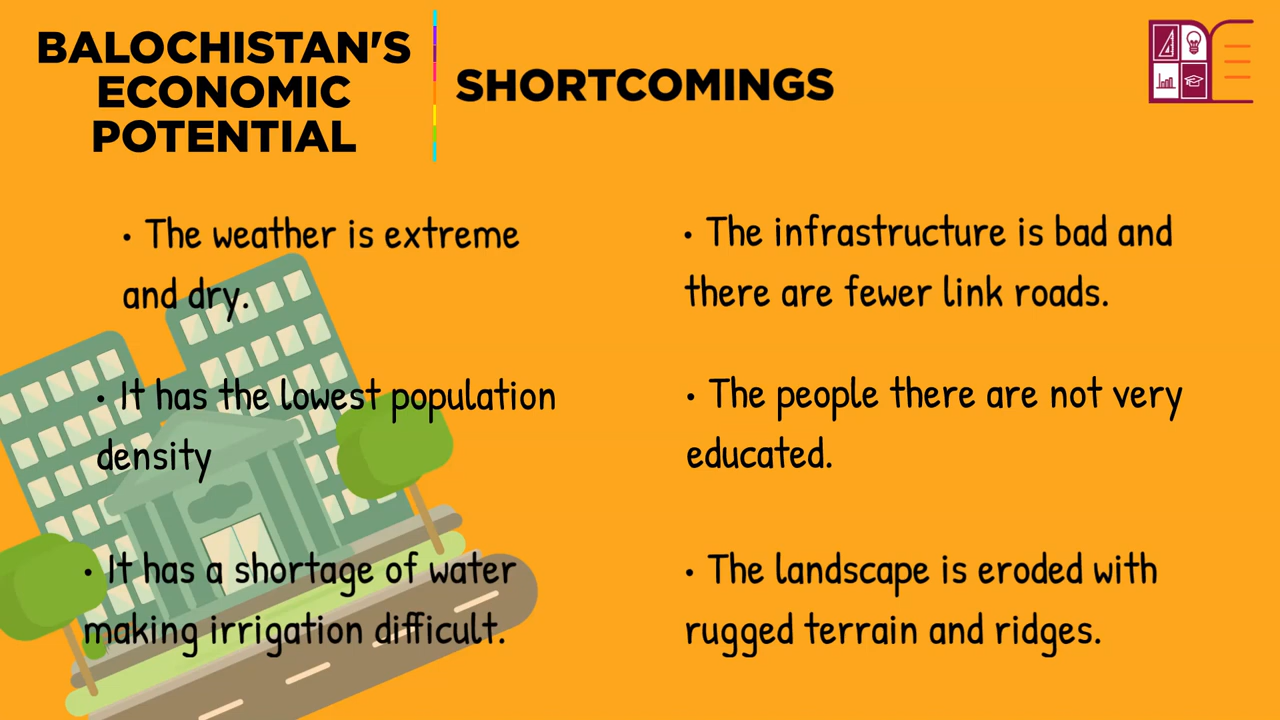 BALOCHISTAN'S
ECONOMIC
POTENTIAL
SHORTCOMINGS
• The weather is extreme
and dry.
• It has the lowest population
density
• It has a shortage of water
making irrigation difficult.
• The infrastructure is bad and
there are fewer link roads.
• The people there are not very
educated.
• The landscape is eroded with
rugged terrain and ridges.